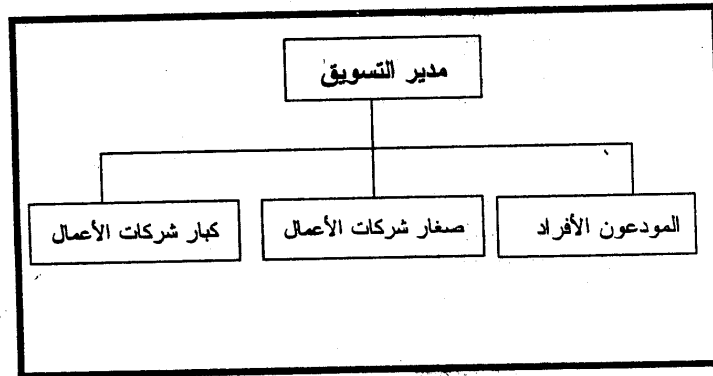 مدير التسويق
المودعون الأفراد
صغار شركات الأعمال
كبار شركات الأعمال